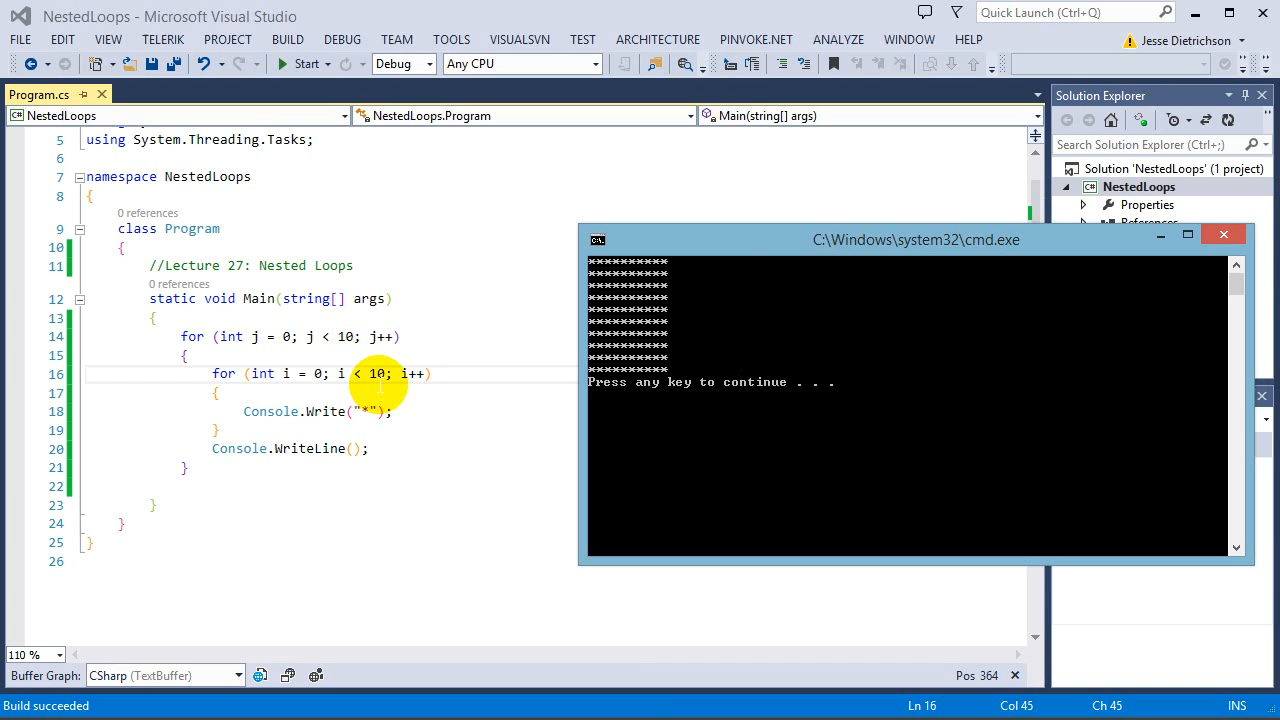 NestedLoops - Microsoft Visual Studio
Quick Launch (Ctrl+Q)
FILE EDIT VIEW TELERIK PROJECT BUILD DEBUG TEAM TOOLS VISUALSVN TEST ARCHITECTURE PINVOKE.NET ANALYZE WINDOW HELP
Jesse Dietrichson
Start Debug Any CPU
Program.cs
NestedLoops NestedLoops.Program Main(string[] args)
5 using System.Threading.Tasks;
6
7 namespace NestedLoops
8 {
0 references
9 class Program
10 {
11 //Lecture 27: Nested Loops
0 references
12 static void Main(string[] args)
13 {
14 for (int j = 0; j < 10; j++)
15 {
16 for (int i = 0; i < 10; i++)
17 {
18 Console.Write("*");
19 }
20 Console.WriteLine();
21 }
22
23 }
24 }
25 }
26
110 %
Buffer Graph: CSharp (TextBuffer) Pos 364
Build succeeded Ln 16 Col 45 Ch 45 INS
Solution Explorer
Search Solution Explorer (Ctrl+;)
Solution 'NestedLoops' (1 project)
NestedLoops
Properties
References
C:\Windows\system32\cmd.exe
**********
**********
**********
**********
**********
**********
**********
**********
**********
**********
Press any key to continue . . .